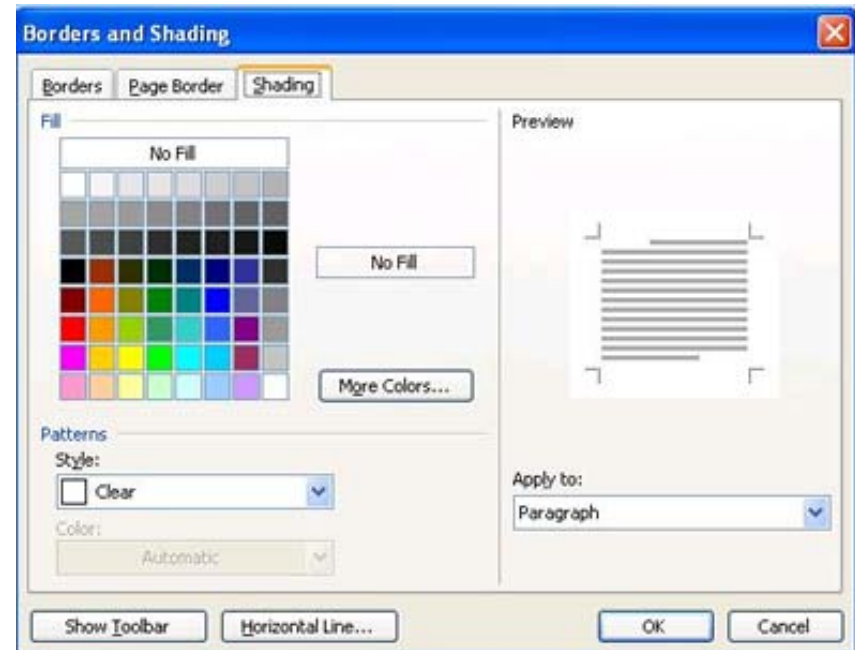 Borders and Shading
Borders Page Border Shading
Fill
No Fill
No Fill
More Colors...
Patterns
Style:
Clear
Color:
Automatic
Preview
Apply to:
Paragraph
Show Toolbar Horizontal Line... OK Cancel